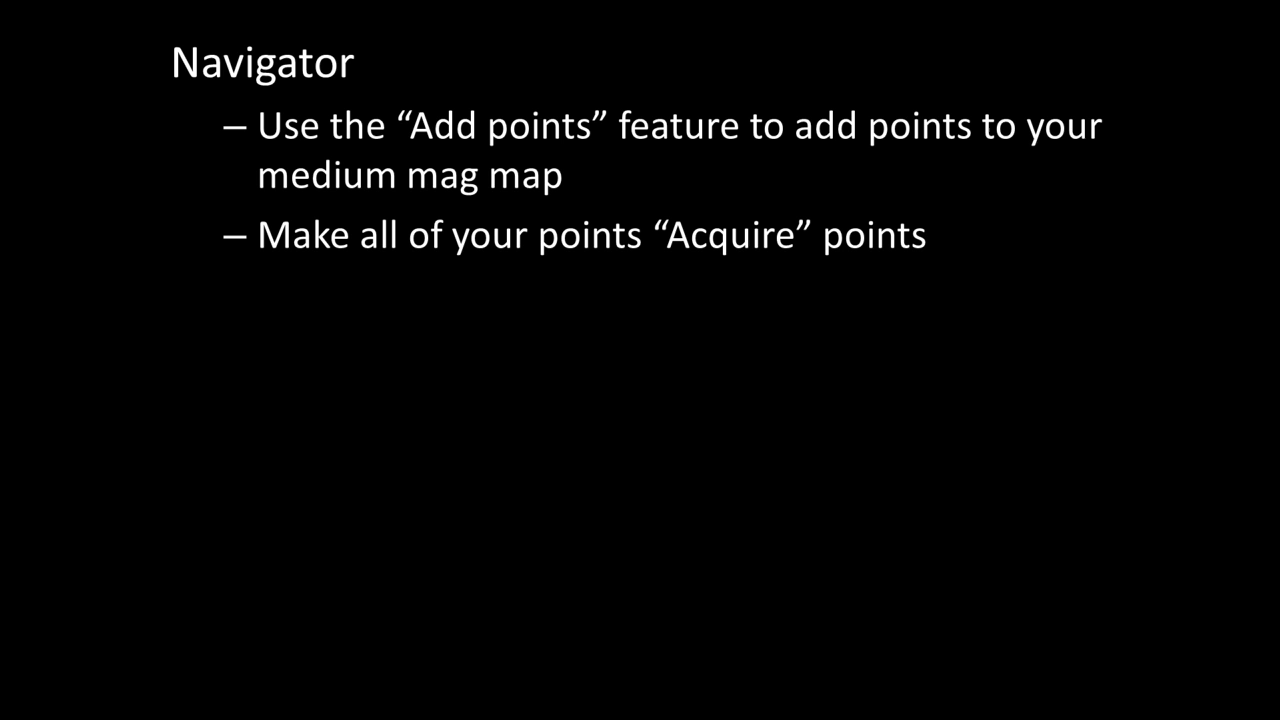 Navigator
– Use the “Add points” feature to add points to your
medium mag map
– Make all of your points “Acquire” points